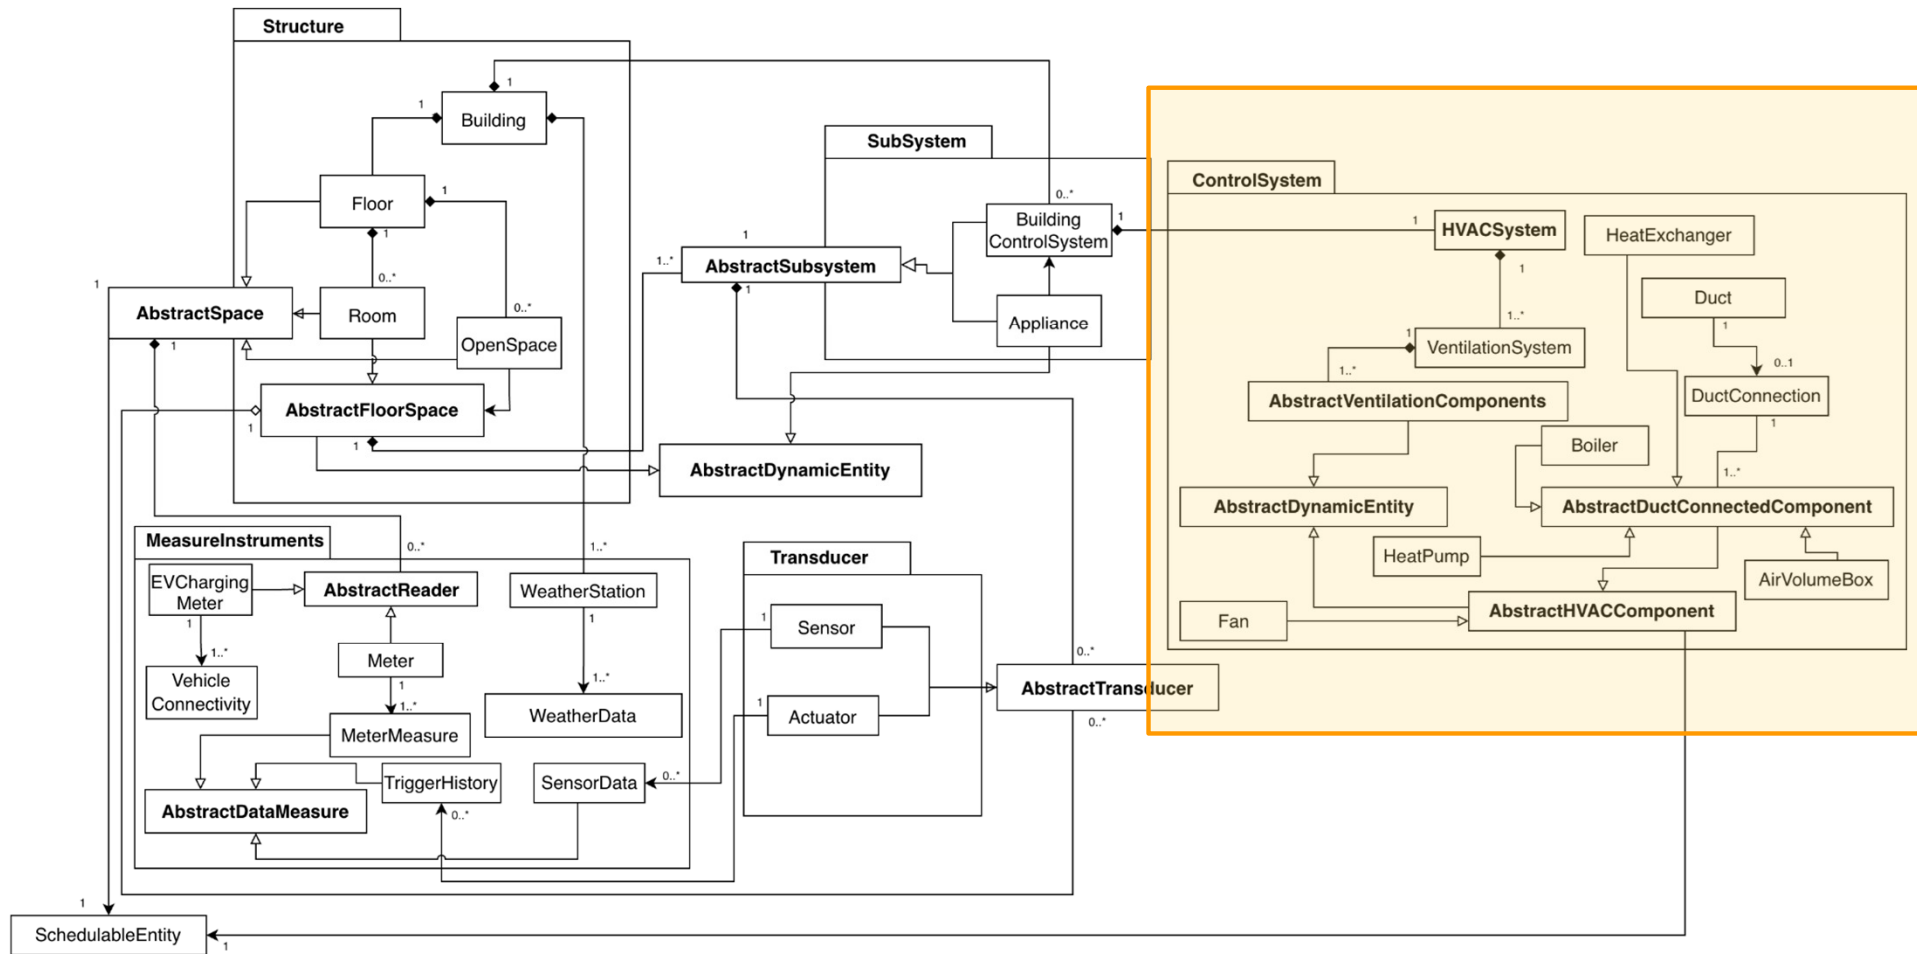 Structure
1
1
Building
SubSystem
ControlSystem
Floor
1
1
0..*
Building
ControlSystem
1
1
HVACSystem
1
HeatExchanger
1
1..*
AbstractSubsystem
1
0..*
0..*
1
AbstractSpace
1
Room
OpenSpace
Appliance
Duct
1
0..1
1..*
1
VentilationSystem
1..*
AbstractVentilationComponents
DuctConnection
1
AbstractFloorSpace
1
1
Boiler
1..*
AbstractDynamicEntity
AbstractDynamicEntity
AbstractDuctConnectedComponent
MeasureInstruments
0..*
1..*
Transducer
HeatPump
AirVolumeBox
EVCharging
Meter
1
AbstractReader
WeatherStation
1
1
Sensor
Fan
AbstractHVACComponent
1..*
Vehicle
Connectivity
Meter
1
1..*
MeterMeasure
1..*
WeatherData
1
Actuator
0..*
AbstractTransducer
0..*
TriggerHistory
0..*
SensorData
0..*
AbstractDataMeasure
1
SchedulableEntity
1